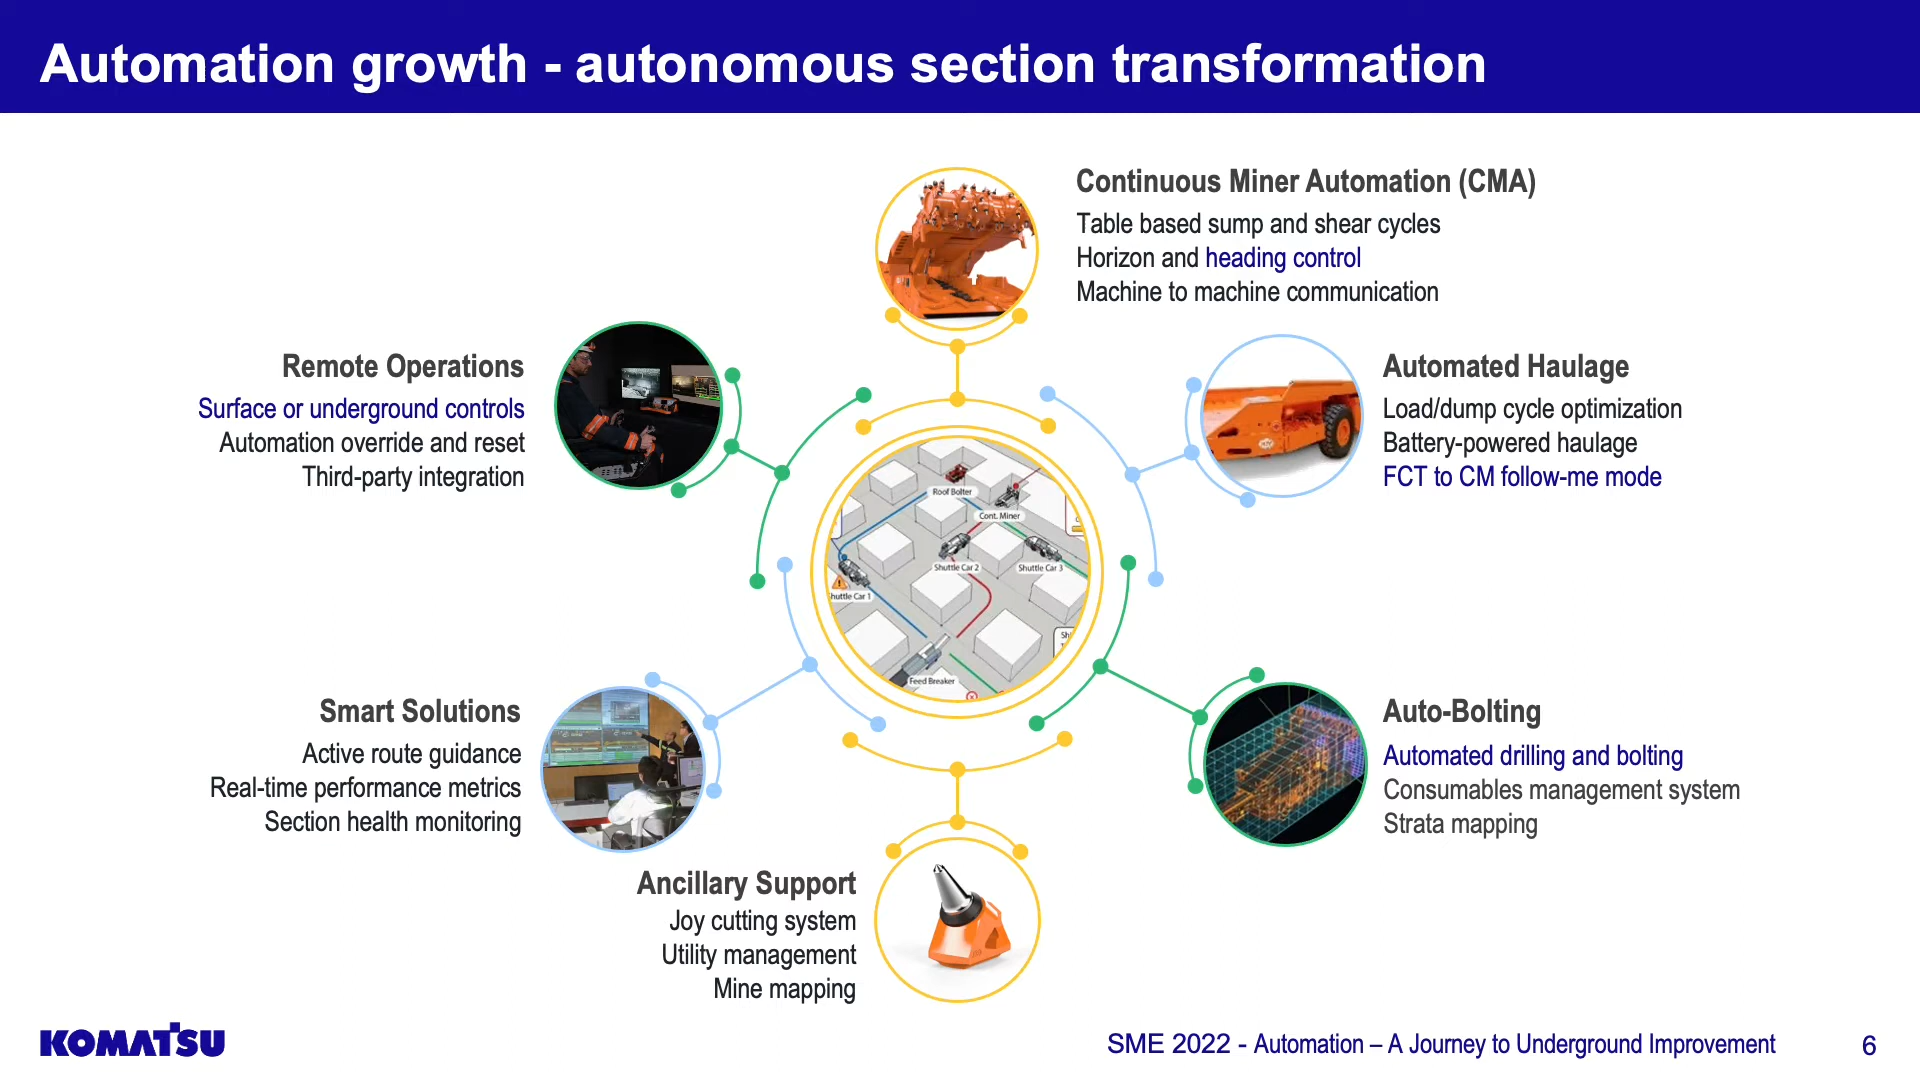 Automation growth - autonomous section transformation
Continuous Miner Automation (CMA)
Table based sump and shear cycles
Horizon and heading control
Machine to machine communication
Remote Operations
Surface or underground controls
Automation override and reset
Third-party integration
Automated Haulage
Load/dump cycle optimization
Battery-powered haulage
FCT to CM follow-me mode
Roof Bolter
Cont. Miner
Shuttle Car 2
Shuttle Car 3
huttle Car 1
Feed Breaker
Smart Solutions
Active route guidance
Real-time performance metrics
Section health monitoring
Auto-Bolting
Automated drilling and bolting
Consumables management system
Strata mapping
Ancillary Support
Joy cutting system
Utility management
Mine mapping
KOMATSU
SME 2022 - Automation – A Journey to Underground Improvement
6